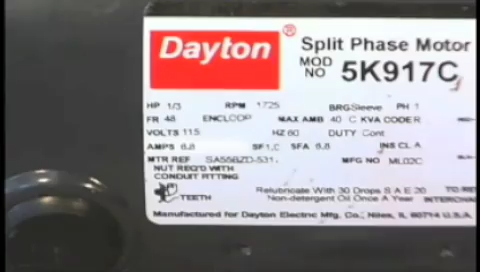 Dayton ®
Split Phase Motor
MOD NO 5K917C
HP 1/3 RPM 1725 BRG Sleeve PH 1
FR 48 ENCL ODP MAX AMB 40 C KVA CODE R
VOLTS 115 HZ 60 DUTY Cont
AMPS 6.8 SF 1.0 SFA 6.8 INS CL A
MTR REF MFG NO
NUT REQ'D WITH
CONDUIT FITTING
TEETH
Relubricate With 30 Drops S A E 20
Non-detergent Oil Once A Year
TO RE
INTERCHAN
Manufactured for Dayton Electric Mfg. Co., Niles, IL 60714 U.S.A.